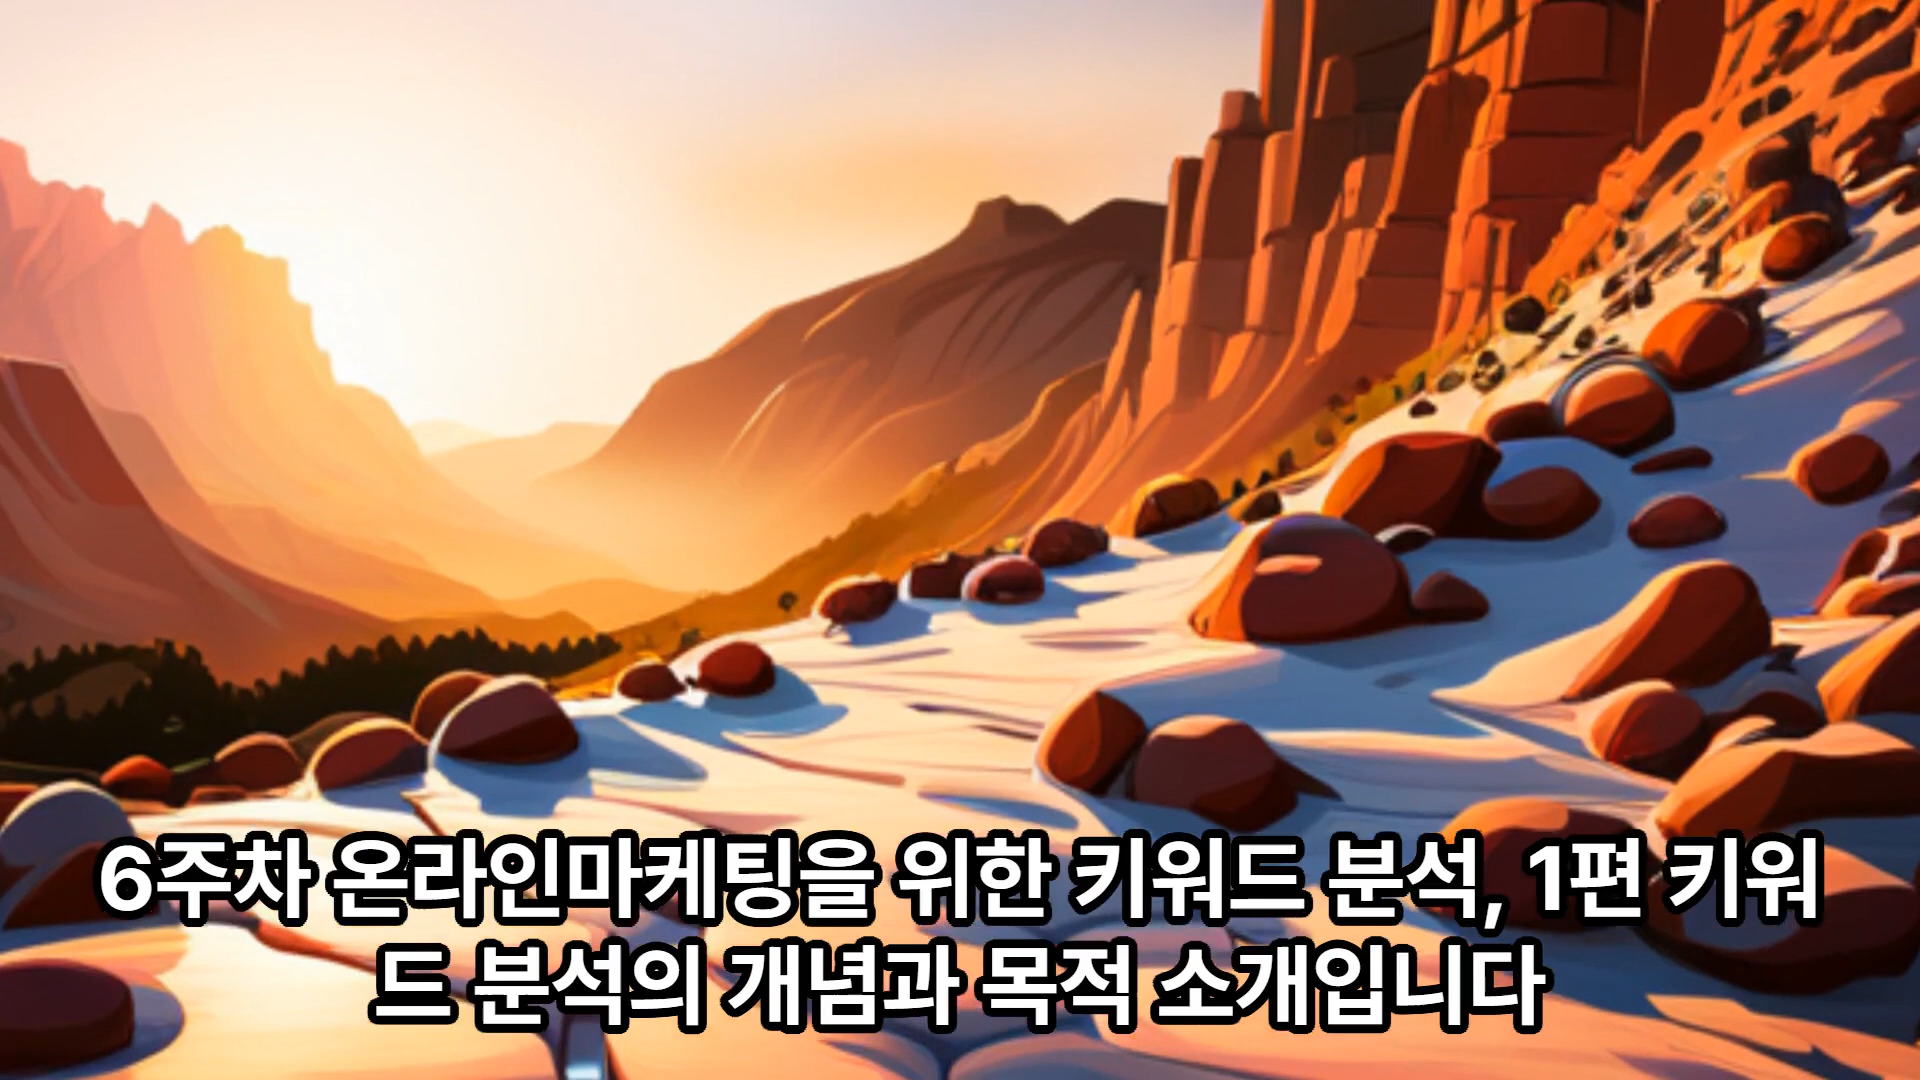 6주차 온라인마케팅을 위한 키워드 분석, 1편 키워
드 분석의 개념과 목적 소개입니다